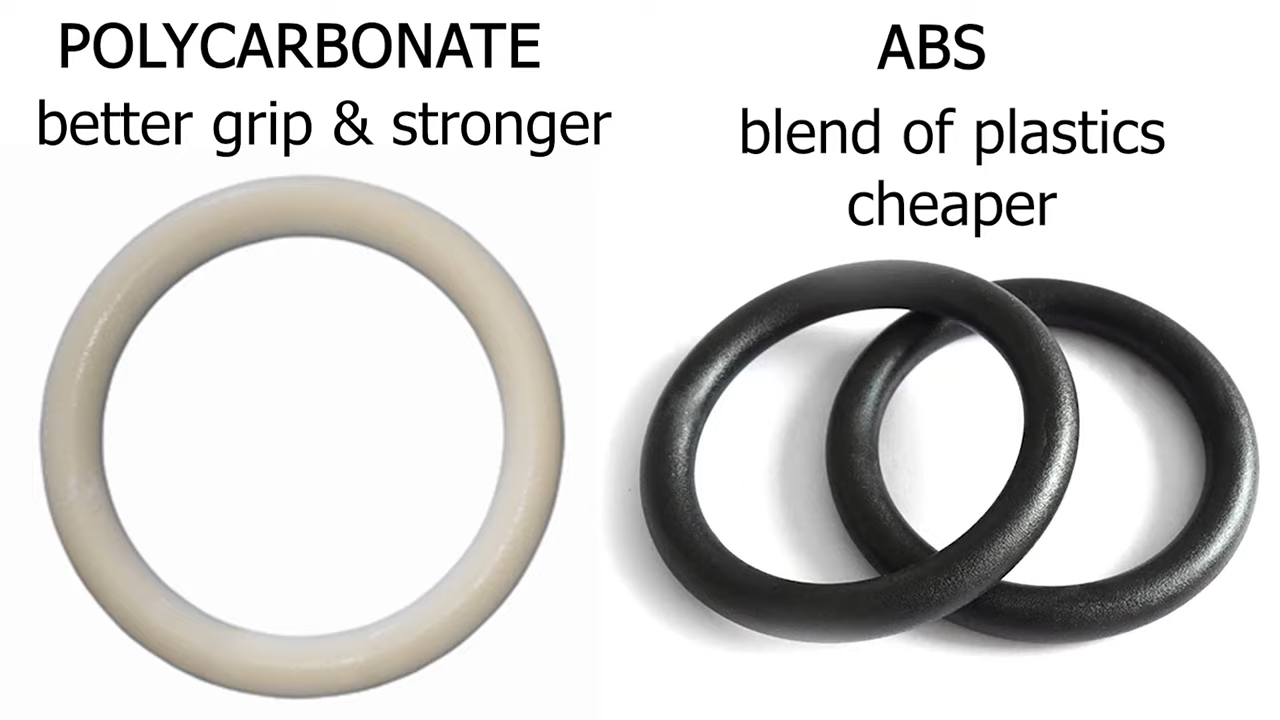 POLYCARBONATE
better grip & stronger
ABS
blend of plastics
cheaper